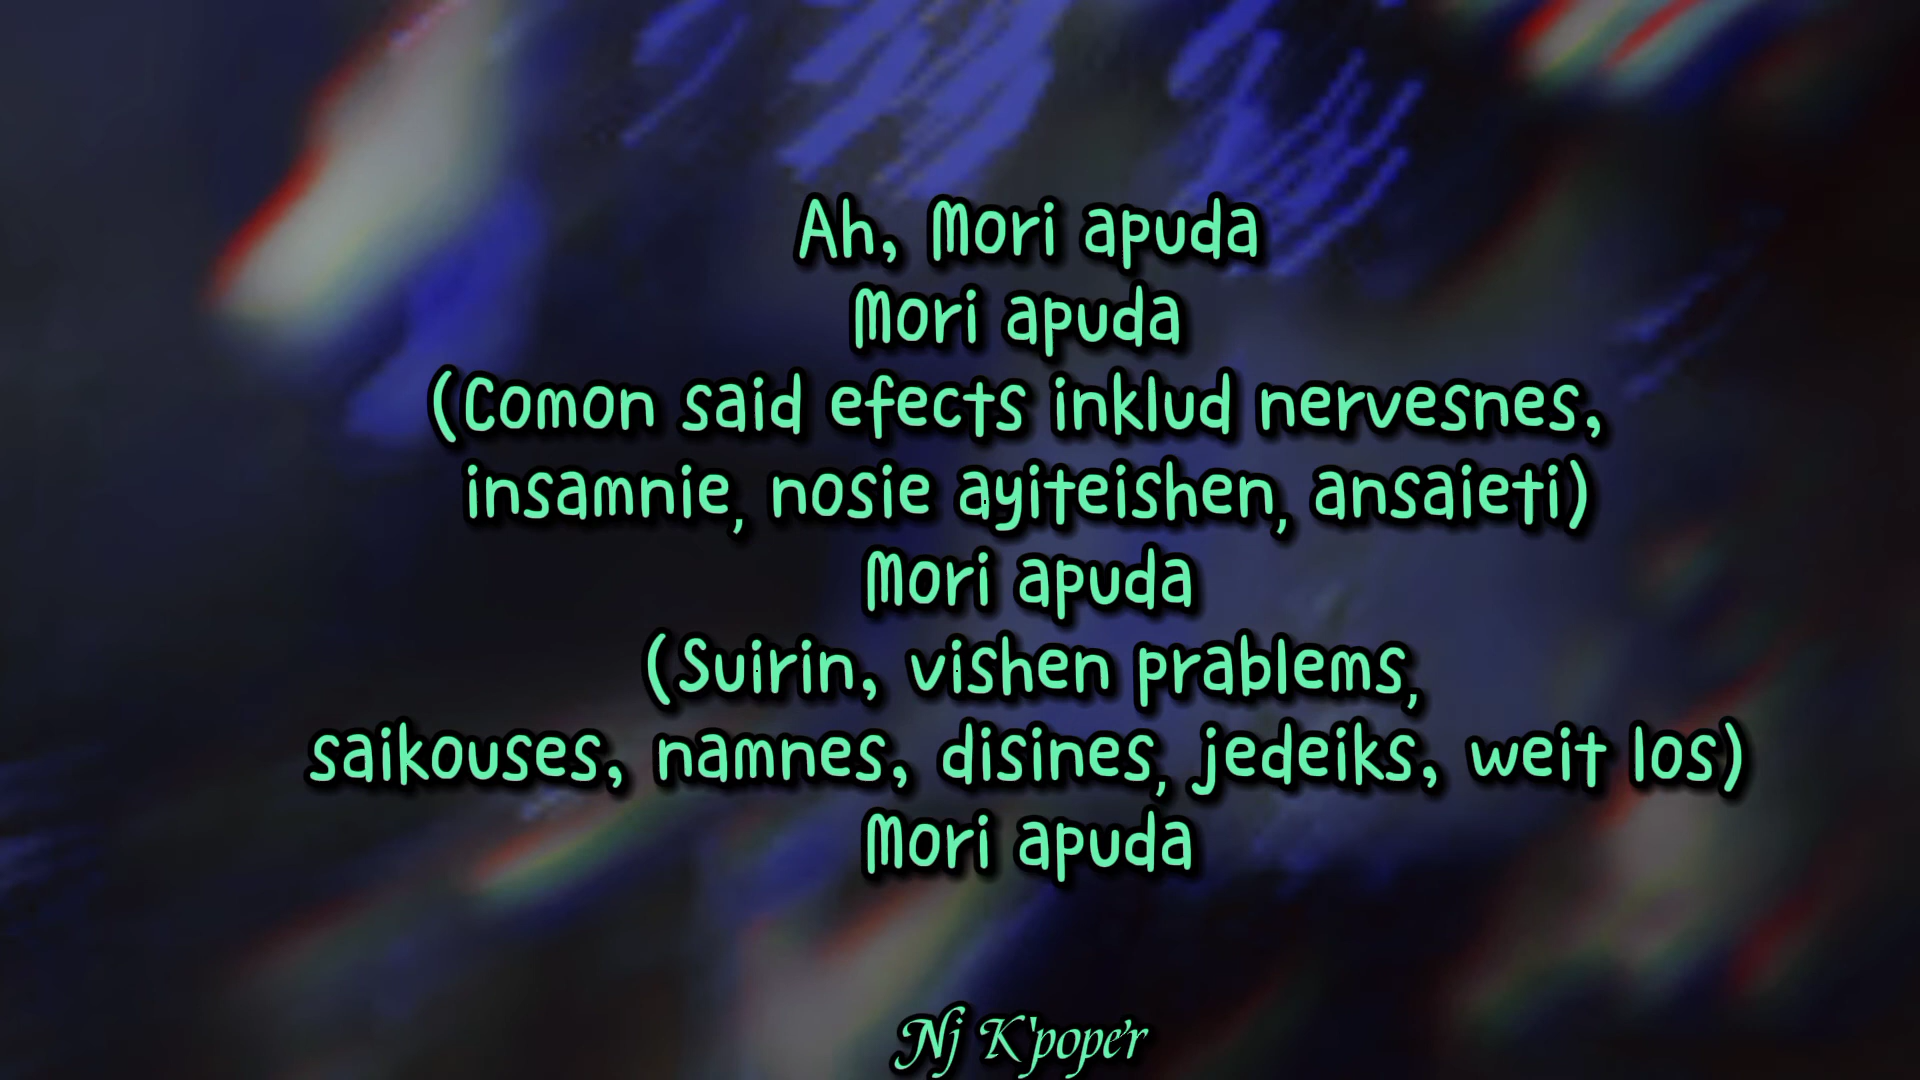 Ah, Mori apuda
Mori apuda
(Comon said efects inklud nervesnes,
insamnie, nosie ayiteishen, ansaieti)
Mori apuda
(Suirin, vishen prablems,
saikouses, namnes, disines, jedeiks, weit los)
Mori apuda
Nj K'pope'r